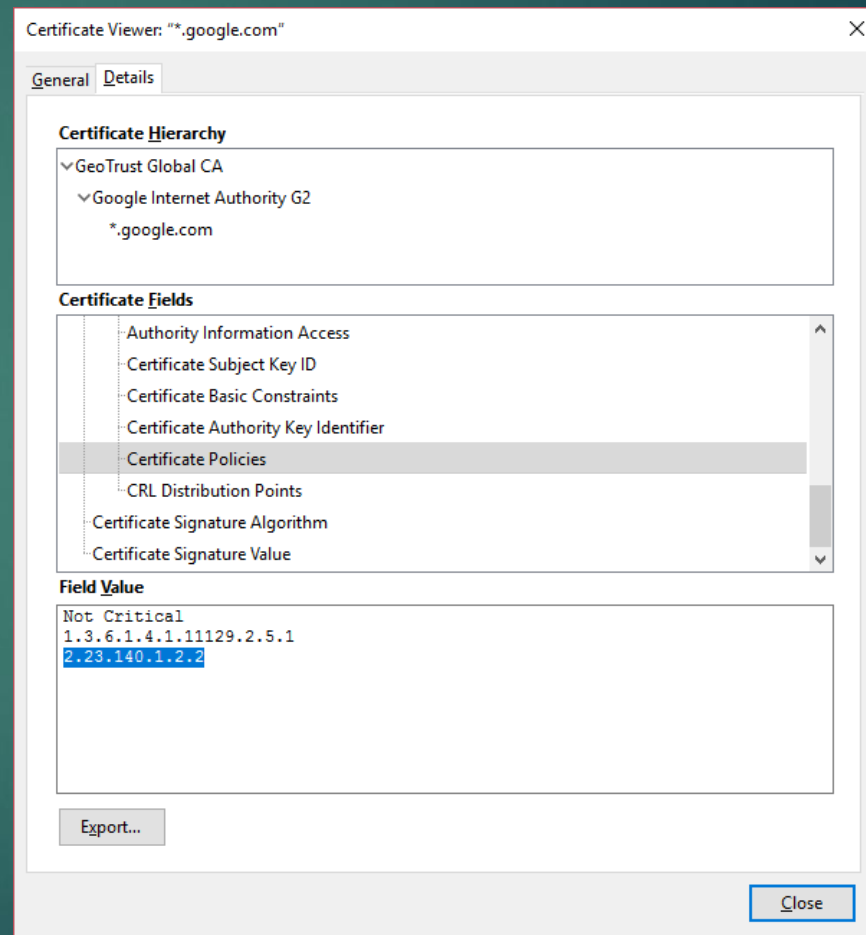 Certificate Viewer: "*.google.com"
General Details
Certificate Hierarchy
GeoTrust Global CA
Google Internet Authority G2
*.google.com
Certificate Fields
Authority Information Access
Certificate Subject Key ID
Certificate Basic Constraints
Certificate Authority Key Identifier
Certificate Policies
CRL Distribution Points
Certificate Signature Algorithm
Certificate Signature Value
Field Value
Not Critical
1.3.6.1.4.1.11129.2.5.1
2.23.140.1.2.2
Export...
Close